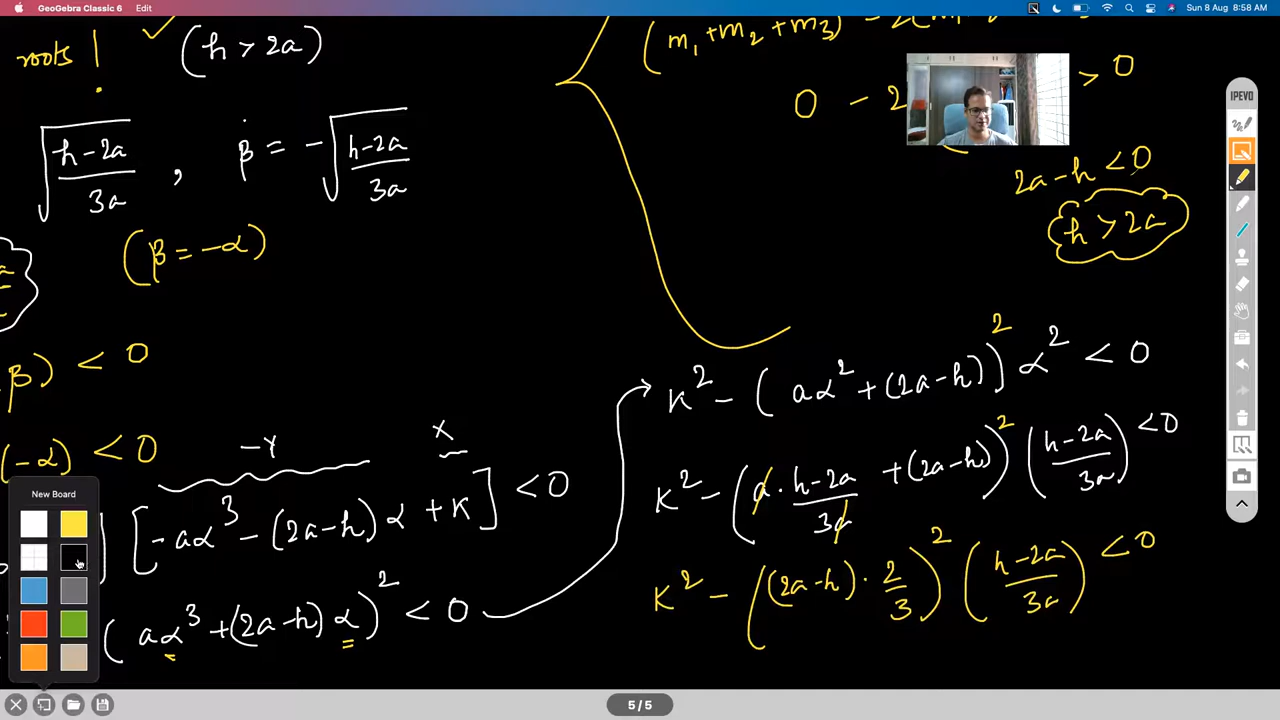 GeoGebra Classic 6 Edit
Sun 8 Aug 8:58 AM
roots ! (h > 2a)
√((h-2a)/3a) , β = -√((h-2a)/3a)
(β = -α)
β) < 0
(-α) < 0
-Y X
[-aα³ - (2a-h)α + K] < 0
(aα³ + (2a-h)α)² < 0
(m₁+m₂+m₃)
0 - 2 > 0
2a-h < 0
h > 2a
K² - (aα² + (2a-h))² α² < 0
K² - (a · (h-2a)/3a + (2a-h))² ((h-2a)/3a) < 0
K² - ((2a-h) · 2/3)² ((h-2a)/3a) < 0
IPEVO
New Board
5/5